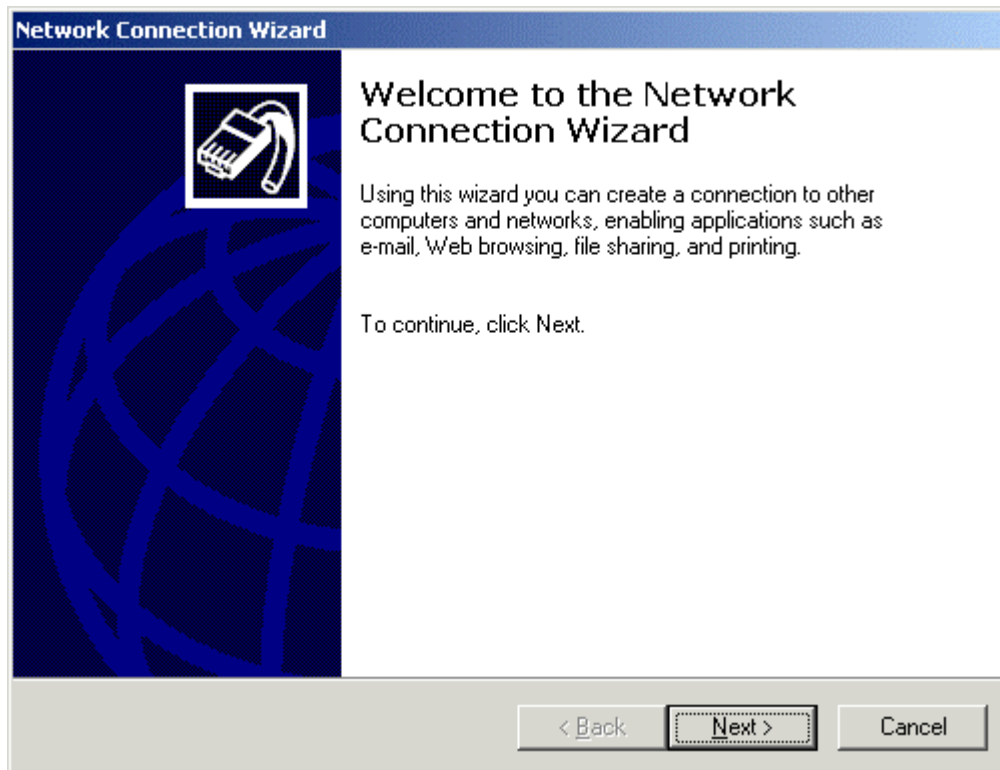 Network Connection Wizard
Welcome to the Network
Connection Wizard
Using this wizard you can create a connection to other
computers and networks, enabling applications such as
e-mail, Web browsing, file sharing, and printing.
To continue, click Next.
< Back
Next >
Cancel